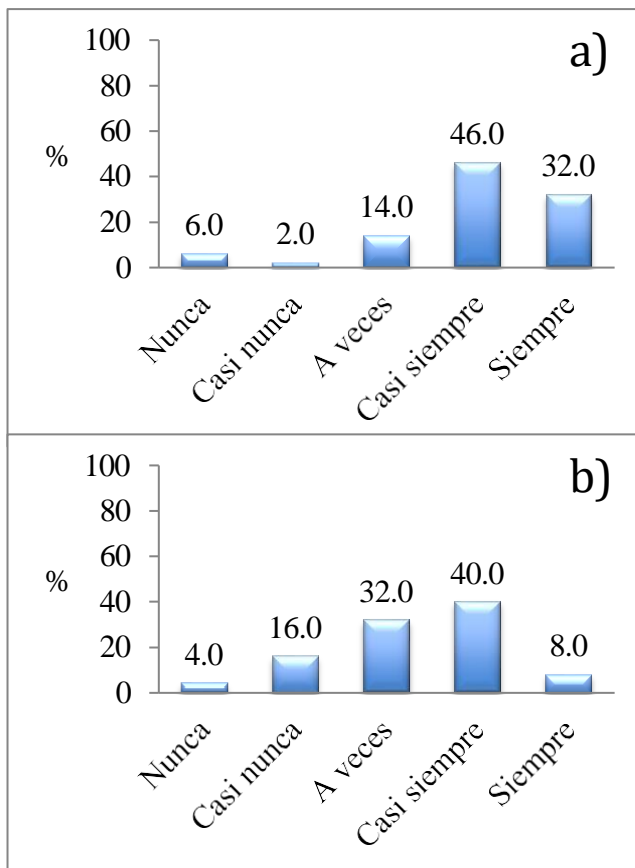 a)
100
80
60
40
20
0
%
6.0
2.0
14.0
46.0
32.0
Nunca
Casi nunca
A veces
Casi siempre
Siempre
b)
100
80
60
40
20
0
%
4.0
16.0
32.0
40.0
8.0
Nunca
Casi nunca
A veces
Casi siempre
Siempre